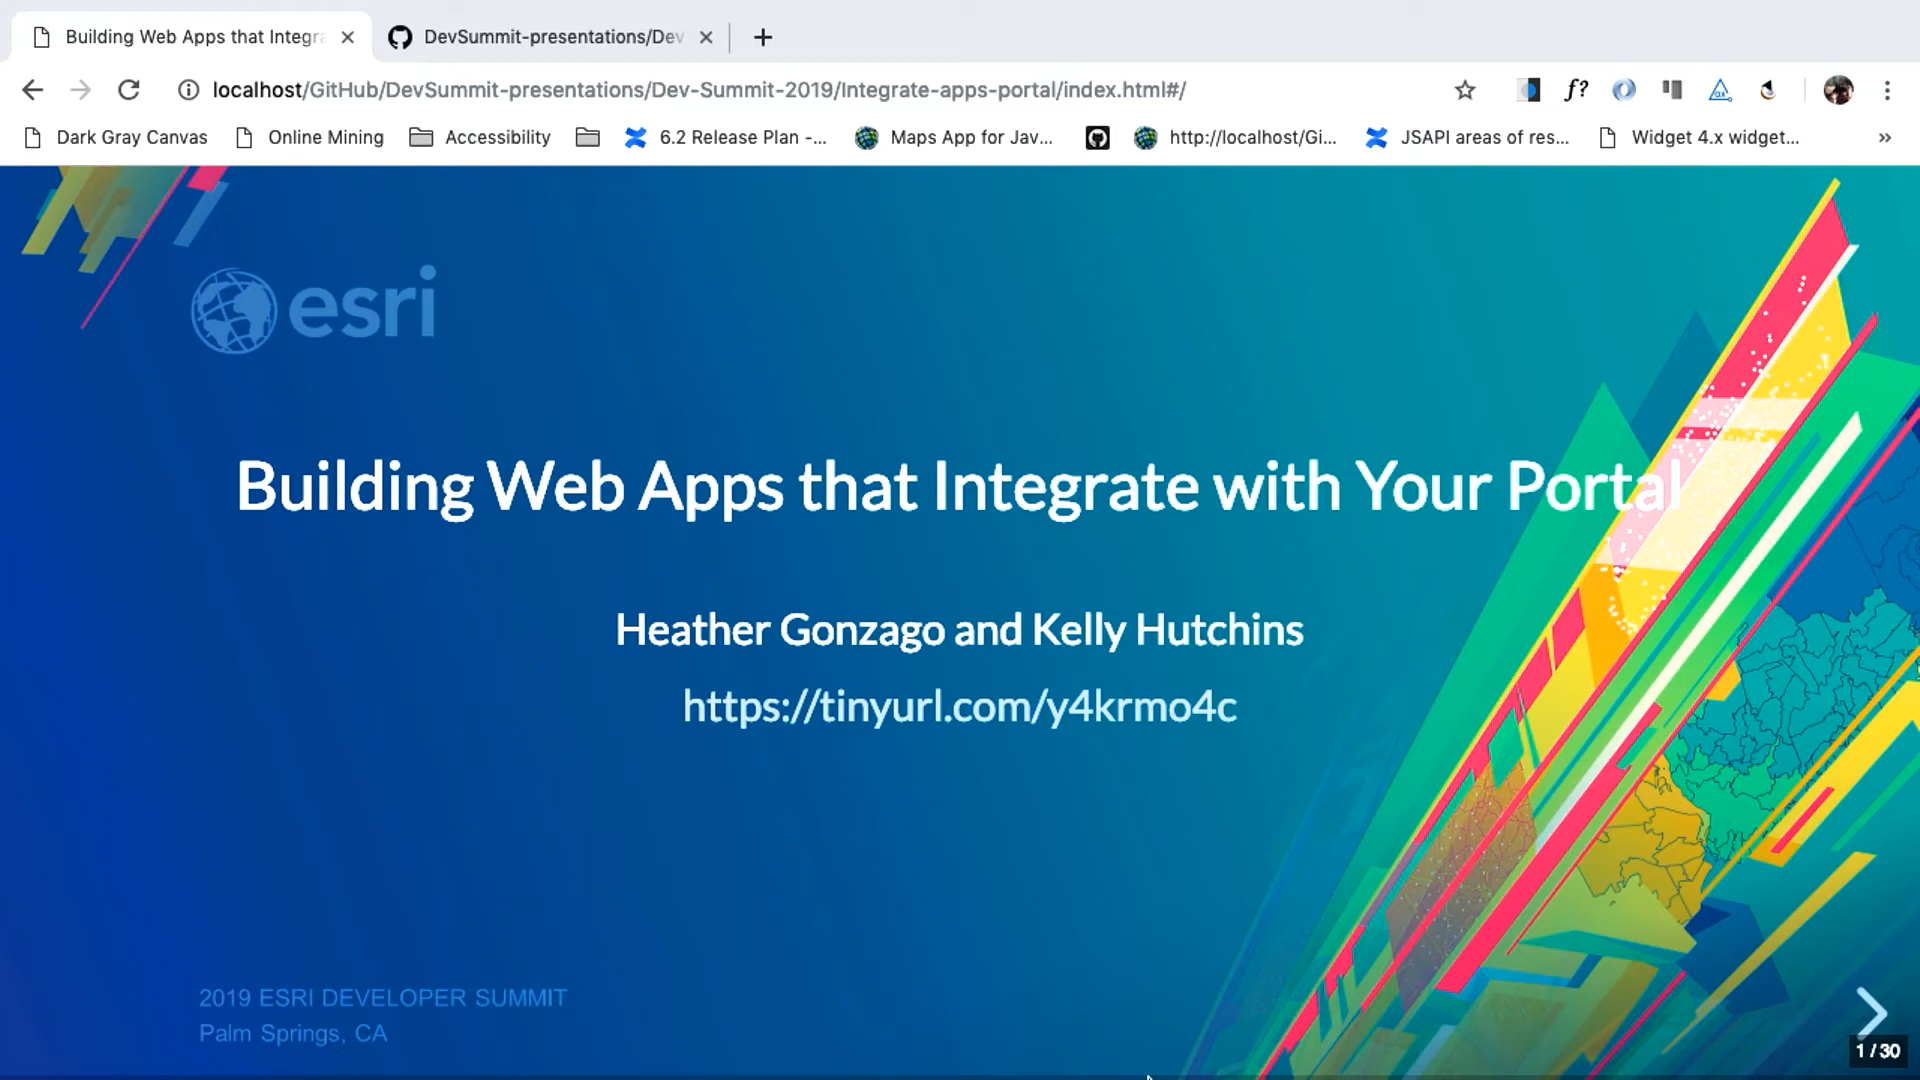 Building Web Apps that Integra
DevSummit-presentations/Dev
localhost/GitHub/DevSummit-presentations/Dev-Summit-2019/Integrate-apps-portal/index.html#/
f?
Dark Gray Canvas
Online Mining
Accessibility
6.2 Release Plan -...
Maps App for Jav...
http://localhost/Gi...
JSAPI areas of res...
Widget 4.x widget...
esri
Building Web Apps that Integrate with Your Portal
Heather Gonzago and Kelly Hutchins
https://tinyurl.com/y4krmo4c
2019 ESRI DEVELOPER SUMMIT
Palm Springs, CA
1 / 30